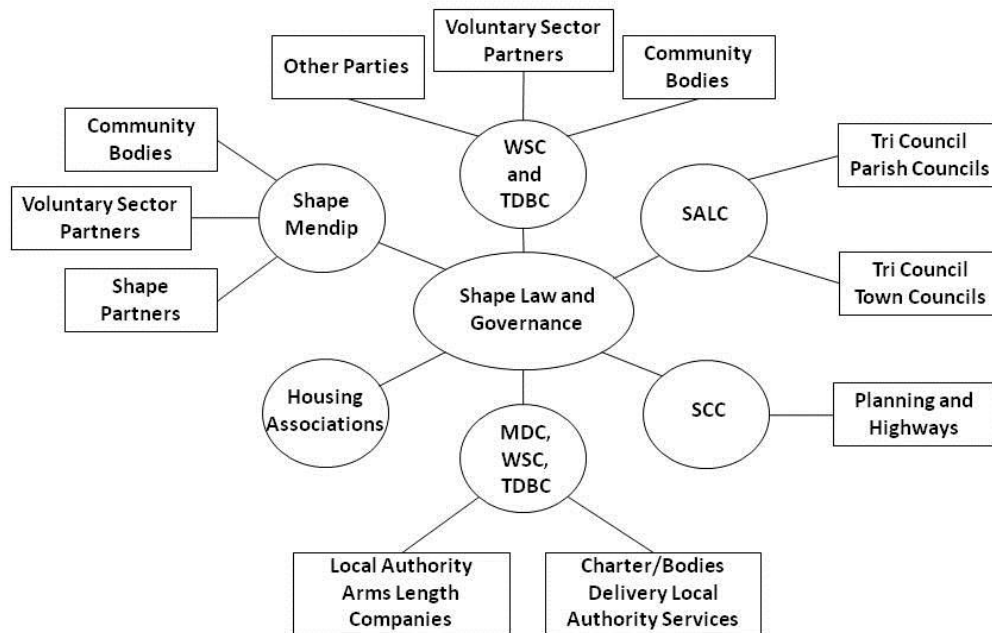 Voluntary Sector
Partners
Other Parties
Community
Bodies
Community
Bodies
WSC
and
TDBC
Tri Council
Parish Councils
Voluntary Sector
Partners
Shape
Mendip
SALC
Shape
Partners
Shape Law and
Governance
Tri Council
Town Councils
Housing
Associations
SCC
Planning and
Highways
MDC,
WSC,
TDBC
Local Authority
Arms Length
Companies
Charter/Bodies
Delivery Local
Authority Services